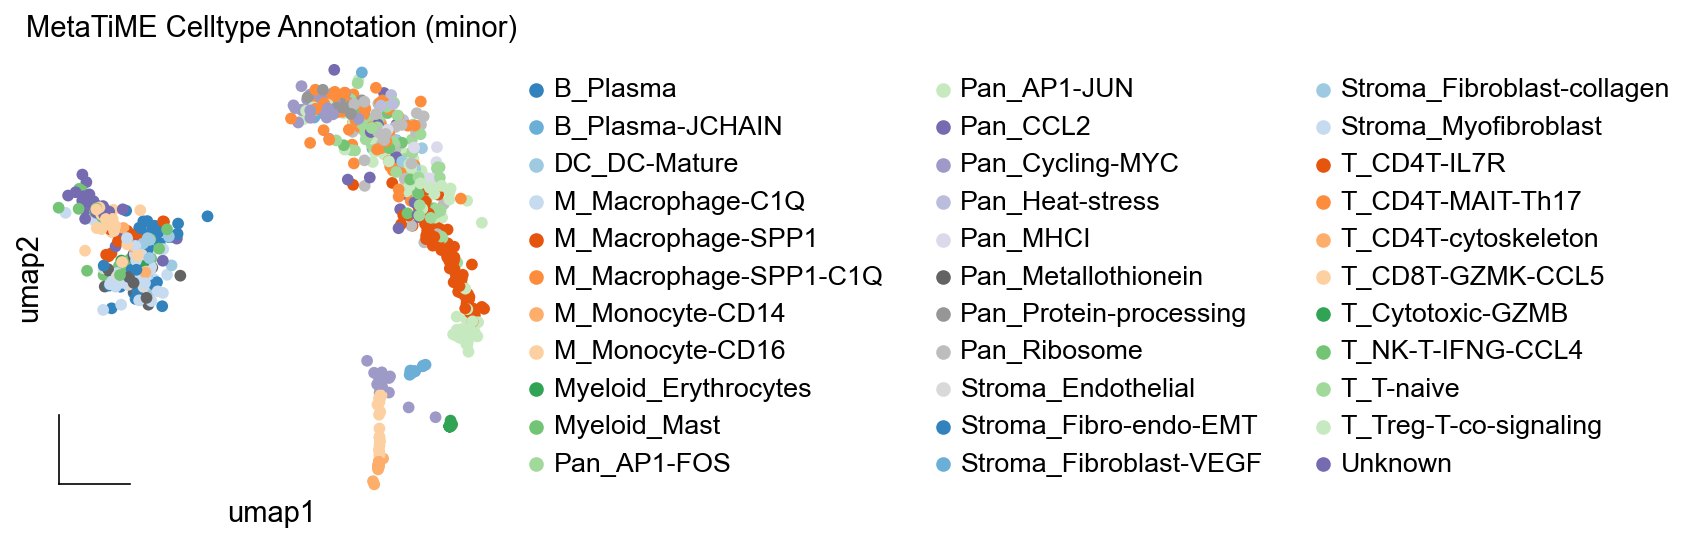 MetaTiME Celltype Annotation (minor)
B_Plasma
B_Plasma-JCHAIN
DC_DC-Mature
M_Macrophage-C1Q
M_Macrophage-SPP1
M_Macrophage-SPP1-C1Q
M_Monocyte-CD14
M_Monocyte-CD16
Myeloid_Erythrocytes
Myeloid_Mast
Pan_AP1-FOS
Pan_AP1-JUN
Pan_CCL2
Pan_Cycling-MYC
Pan_Heat-stress
Pan_MHCI
Pan_Metallothionein
Pan_Protein-processing
Pan_Ribosome
Stroma_Endothelial
Stroma_Fibro-endo-EMT
Stroma_Fibroblast-VEGF
Stroma_Fibroblast-collagen
Stroma_Myofibroblast
T_CD4T-IL7R
T_CD4T-MAIT-Th17
T_CD4T-cytoskeleton
T_CD8T-GZMK-CCL5
T_Cytotoxic-GZMB
T_NK-T-IFNG-CCL4
T_T-naive
T_Treg-T-co-signaling
Unknown
umap2
umap1